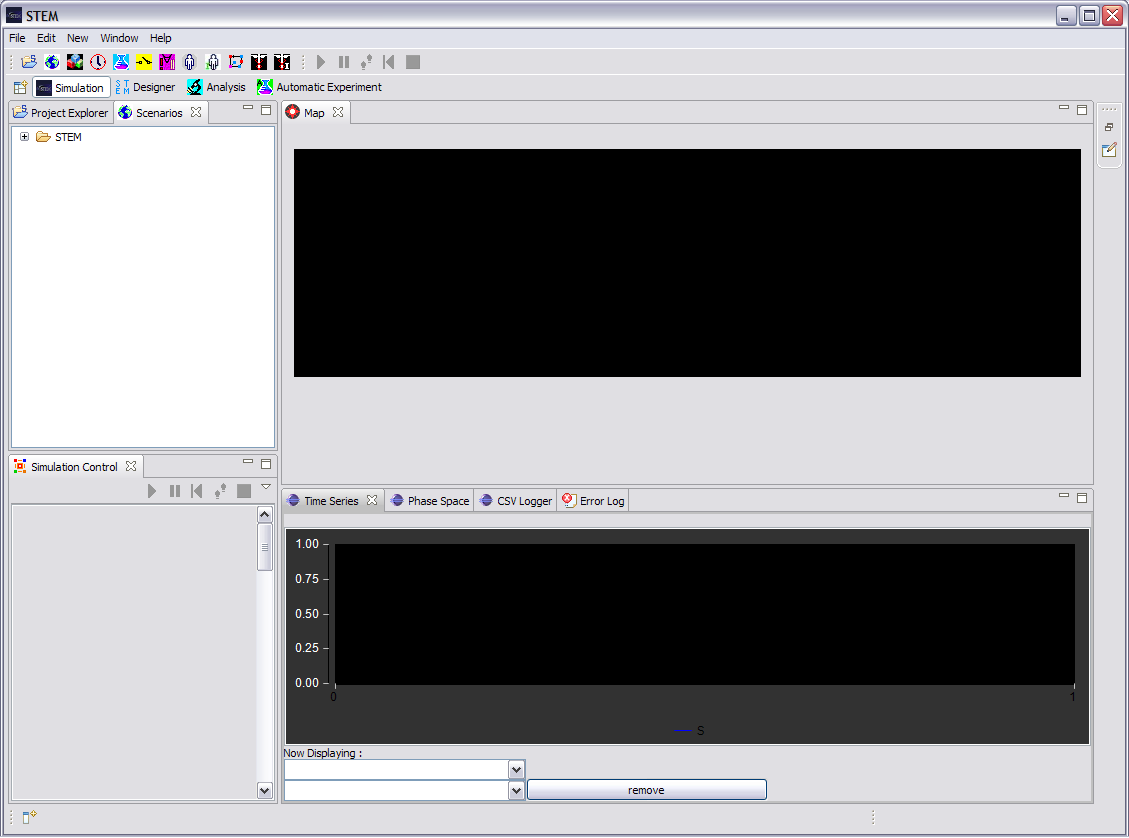 STEM
File Edit New Window Help
Simulation Designer Analysis Automatic Experiment
Project Explorer Scenarios
Map
STEM
Simulation Control
Time Series Phase Space CSV Logger Error Log
1.00
0.75
0.50
0.25
0.00
0 1
S
Now Displaying :
remove